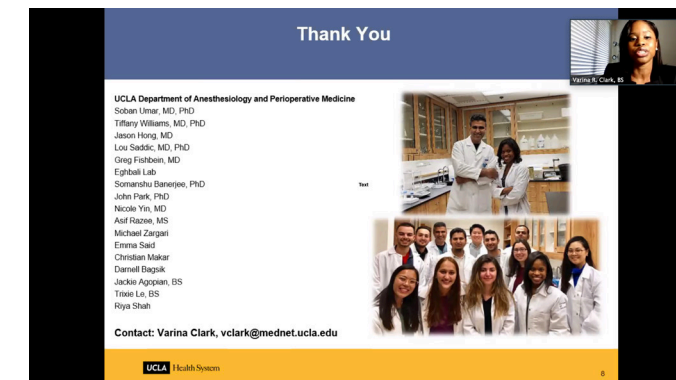 Thank You
Varina R. Clark, BS
UCLA Department of Anesthesiology and Perioperative Medicine
Soban Umar, MD, PhD
Tiffany Williams, MD, PhD
Jason Hong, MD
Lou Saddic, MD, PhD
Greg Fishbein, MD
Eghbali Lab
Somanshu Banerjee, PhD
Text
John Park, PhD
Nicole Yin, MD
Asif Razee, MS
Michael Zargari
Emma Said
Christian Makar
Darnell Bagsik
Jackie Agopian, BS
Trixie Le, BS
Riya Shah
Contact: Varina Clark, vclark@mednet.ucla.edu
UCLA Health System
8